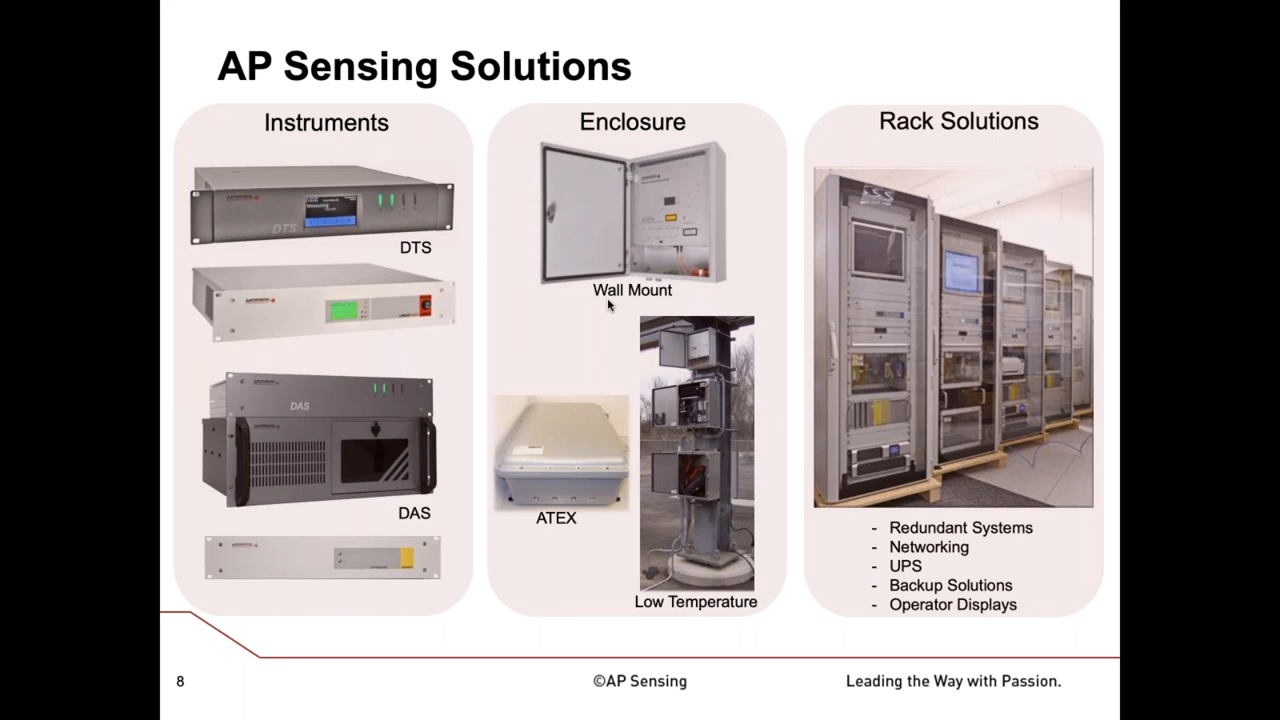 AP Sensing Solutions
Instruments
DTS
DTS
DAS
DAS
Enclosure
Wall Mount
ATEX
Low Temperature
Rack Solutions
- Redundant Systems
- Networking
- UPS
- Backup Solutions
- Operator Displays
8
©AP Sensing
Leading the Way with Passion.